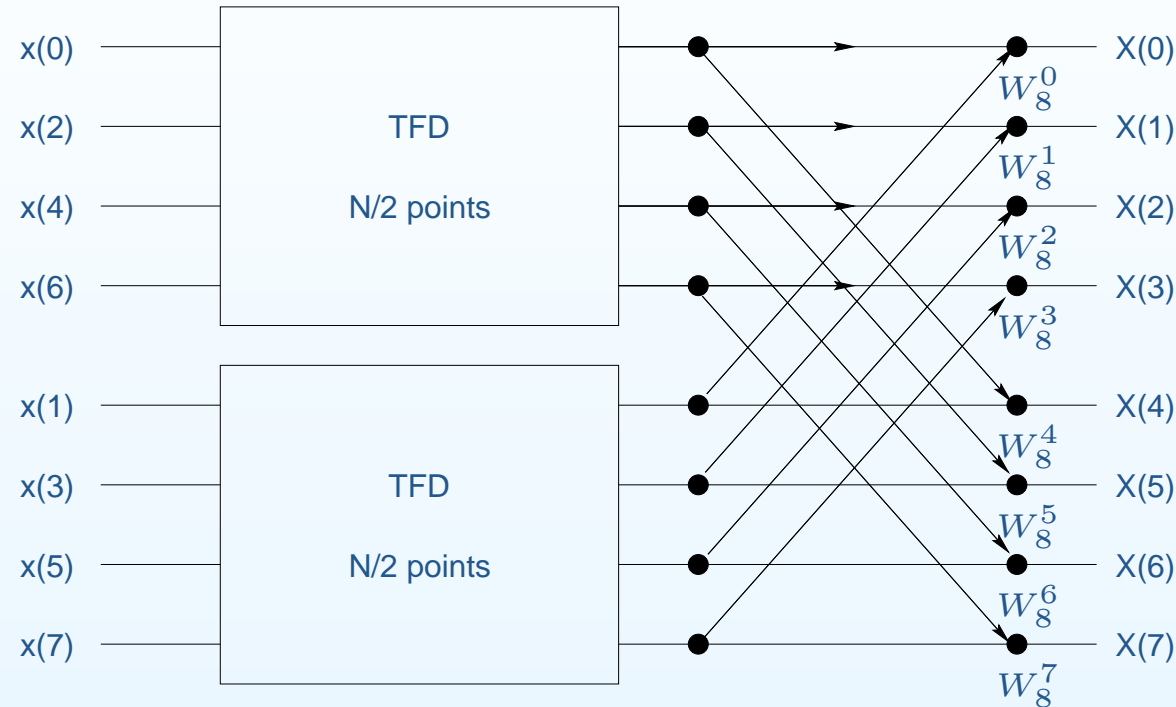 x(0)
x(2)
x(4)
x(6)
x(1)
x(3)
x(5)
x(7)
TFD
N/2 points
TFD
N/2 points
W_8^0
W_8^1
W_8^2
W_8^3
W_8^4
W_8^5
W_8^6
W_8^7
X(0)
X(1)
X(2)
X(3)
X(4)
X(5)
X(6)
X(7)